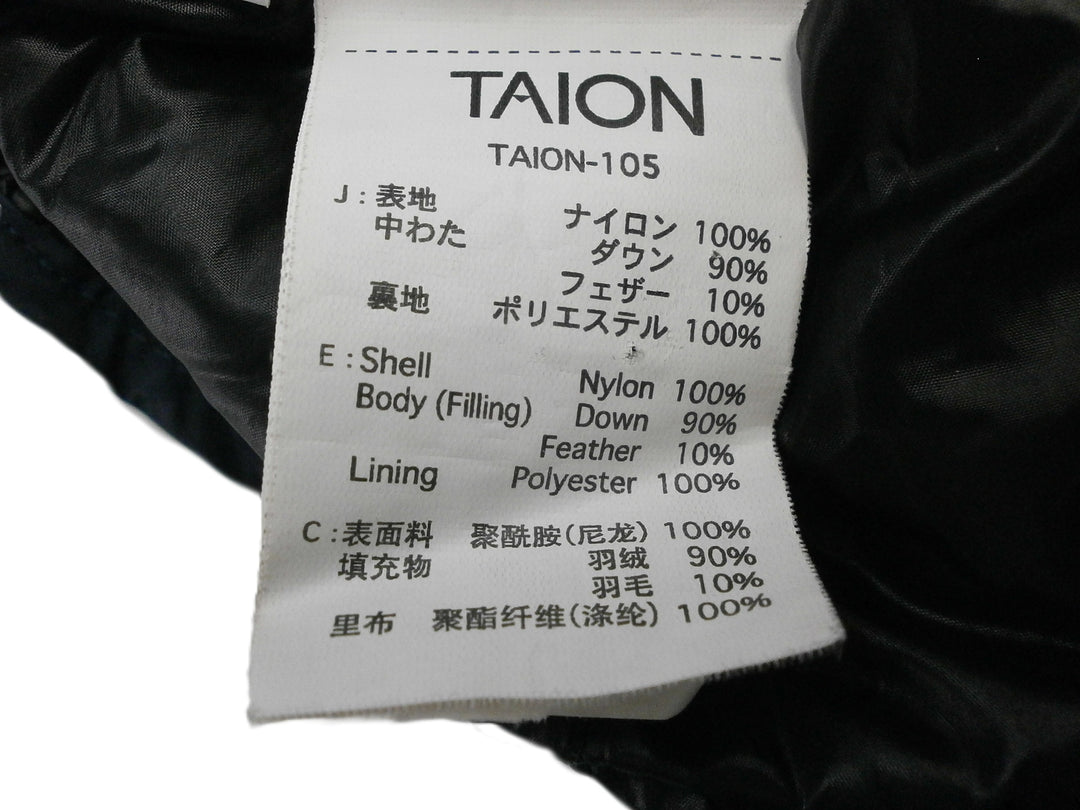 TAION
TAION-105
J : 表地 ナイロン 100%
中わた ダウン 90%
フェザー 10%
裏地 ポリエステル 100%
E : Shell Nylon 100%
Body (Filling) Down 90%
Feather 10%
Lining Polyester 100%
C : 表面料 聚酰胺(尼龙) 100%
填充物 羽绒 90%
羽毛 10%
里布 聚酯纤维(涤纶) 100%